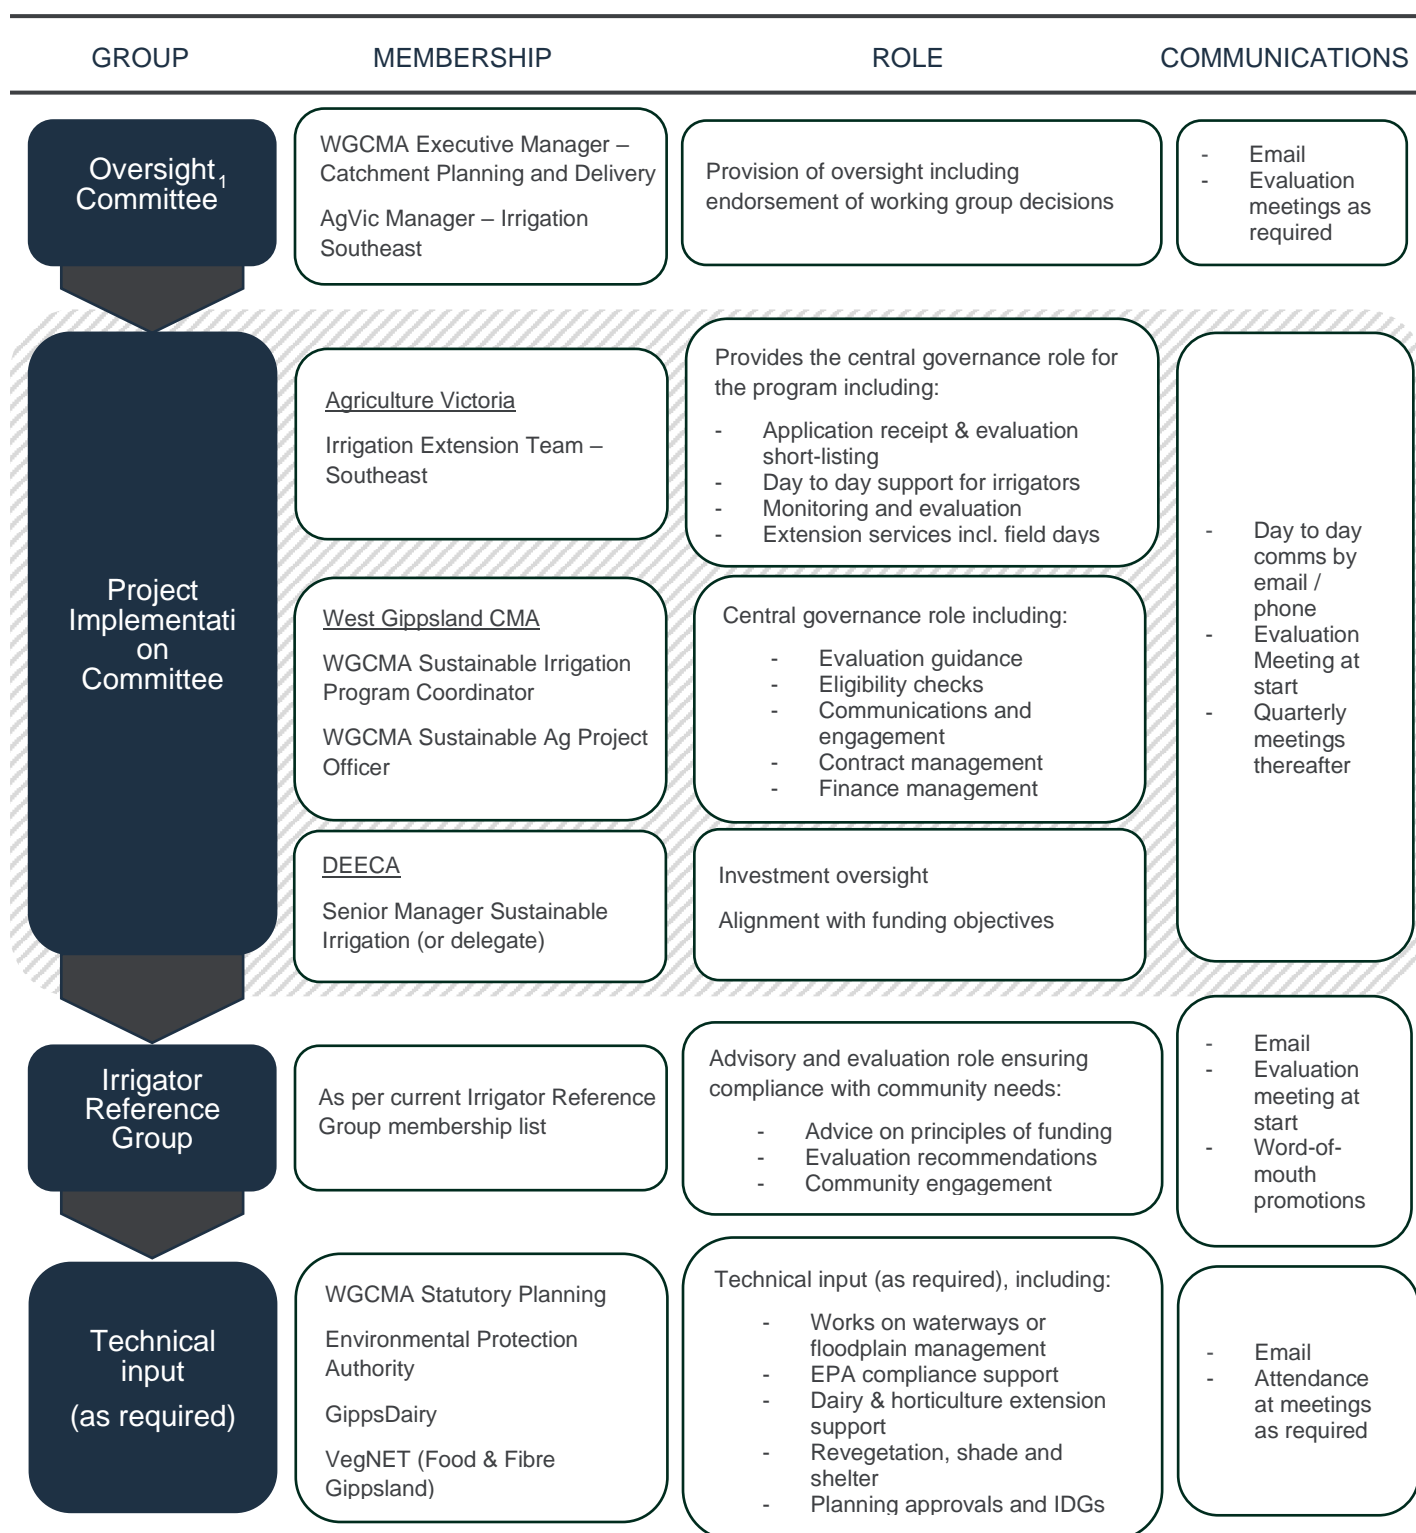 GROUP
MEMBERSHIP
ROLE
COMMUNICATIONS
Oversight
Committee1
WGCMA Executive Manager –
Catchment Planning and Delivery
AgVic Manager – Irrigation
Southeast
Provision of oversight including
endorsement of working group decisions
- Email
- Evaluation
meetings as
required
Project
Implementati
on
Committee
Agriculture Victoria
Irrigation Extension Team –
Southeast
Provides the central governance role for
the program including:
- Application receipt & evaluation
short-listing
- Day to day support for irrigators
- Monitoring and evaluation
- Extension services incl. field days
West Gippsland CMA
WGCMA Sustainable Irrigation
Program Coordinator
WGCMA Sustainable Ag Project
Officer
Central governance role including:
- Evaluation guidance
- Eligibility checks
- Communications and
engagement
- Contract management
- Finance management
DEECA
Senior Manager Sustainable
Irrigation (or delegate)
Investment oversight
Alignment with funding objectives
- Day to day
comms by
email /
phone
- Evaluation
Meeting at
start
- Quarterly
meetings
thereafter
Irrigator
Reference
Group
As per current Irrigator Reference
Group membership list
Advisory and evaluation role ensuring
compliance with community needs:
- Advice on principles of funding
- Evaluation recommendations
- Community engagement
- Email
- Evaluation
meeting at
start
- Word-of-
mouth
promotions
Technical
input
(as required)
WGCMA Statutory Planning
Environmental Protection
Authority
GippsDairy
VegNET (Food & Fibre
Gippsland)
Technical input (as required), including:
- Works on waterways or
floodplain management
- EPA compliance support
- Dairy & horticulture extension
support
- Revegetation, shade and
shelter
- Planning approvals and IDGs
- Email
- Attendance
at meetings
as required